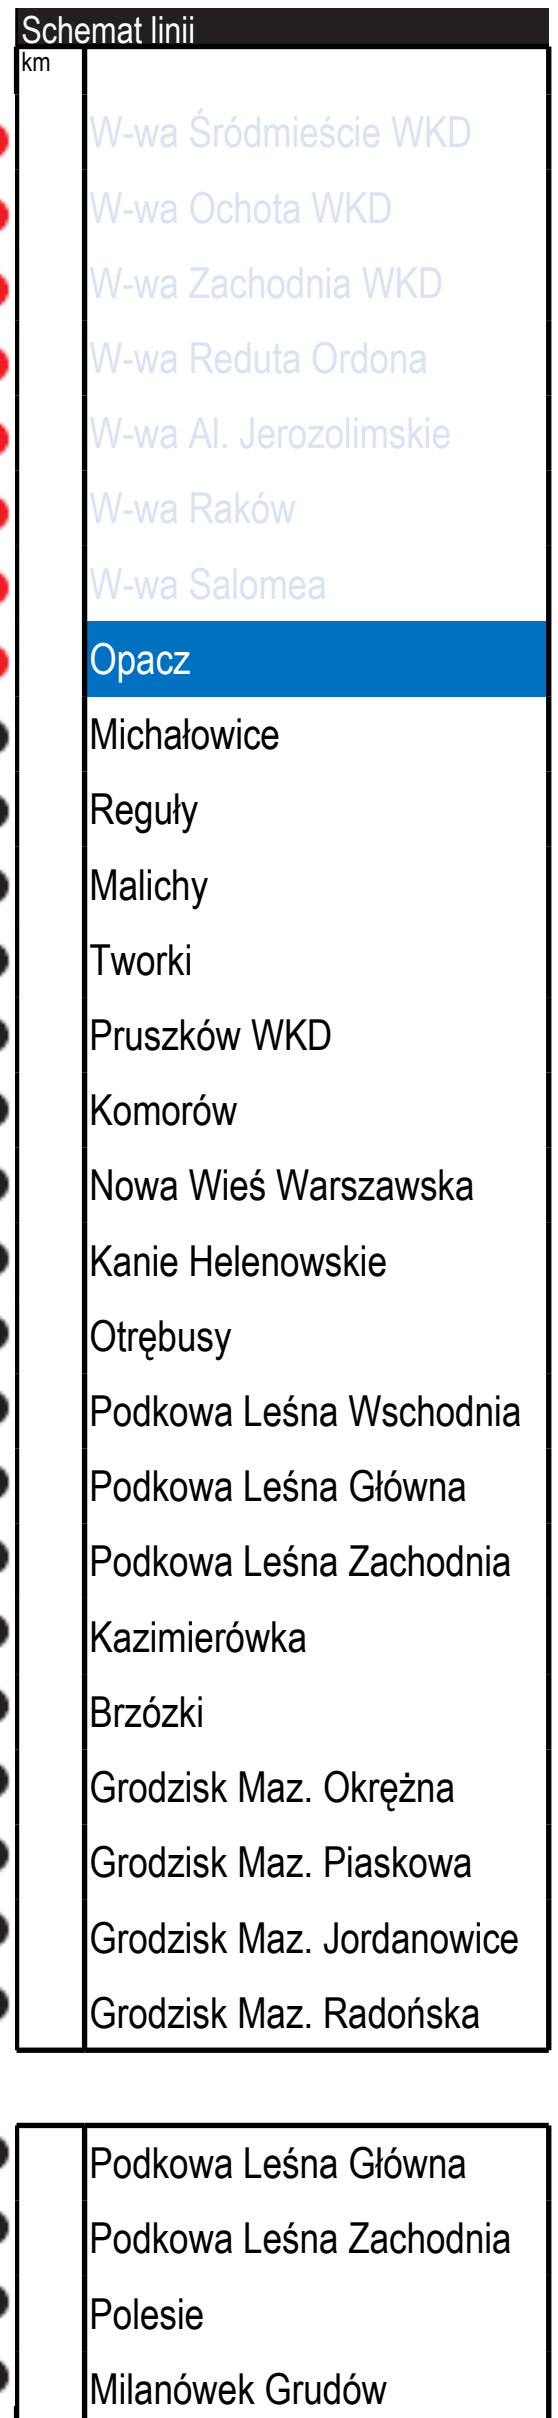 Schemat linii
km
W-wa Śródmieście WKD
W-wa Ochota WKD
W-wa Zachodnia WKD
W-wa Reduta Ordona
W-wa Al. Jerozolimskie
W-wa Raków
W-wa Salomea
Opacz
Michałowice
Reguły
Malichy
Tworki
Pruszków WKD
Komorów
Nowa Wieś Warszawska
Kanie Helenowskie
Otrębusy
Podkowa Leśna Wschodnia
Podkowa Leśna Główna
Podkowa Leśna Zachodnia
Kazimierówka
Brzózki
Grodzisk Maz. Okrężna
Grodzisk Maz. Piaskowa
Grodzisk Maz. Jordanowice
Grodzisk Maz. Radońska
Podkowa Leśna Główna
Podkowa Leśna Zachodnia
Polesie
Milanówek Grudów